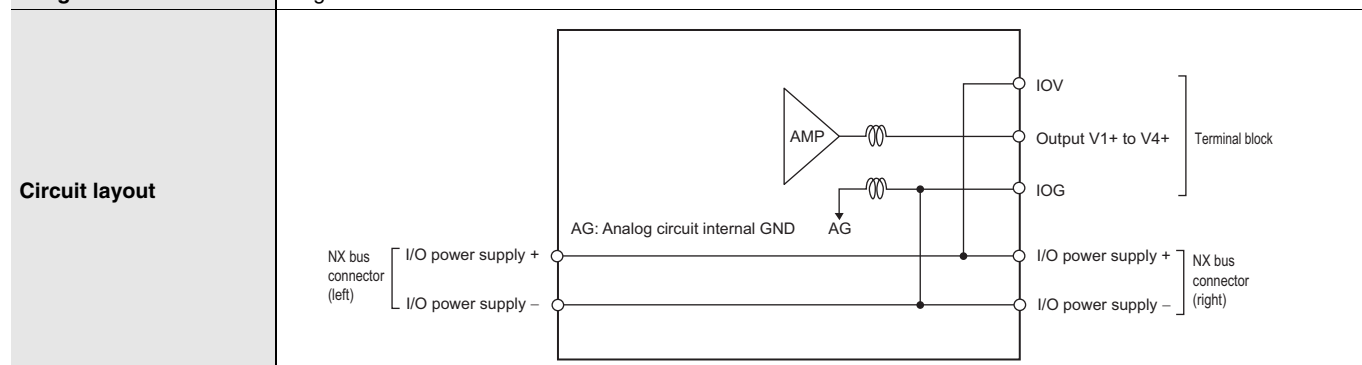 Circuit layout
IOV
AMP
Output V1+ to V4+
Terminal block
IOG
AG: Analog circuit internal GND
AG
NX bus
connector
(left)
I/O power supply +
I/O power supply –
I/O power supply +
I/O power supply –
NX bus
connector
(right)